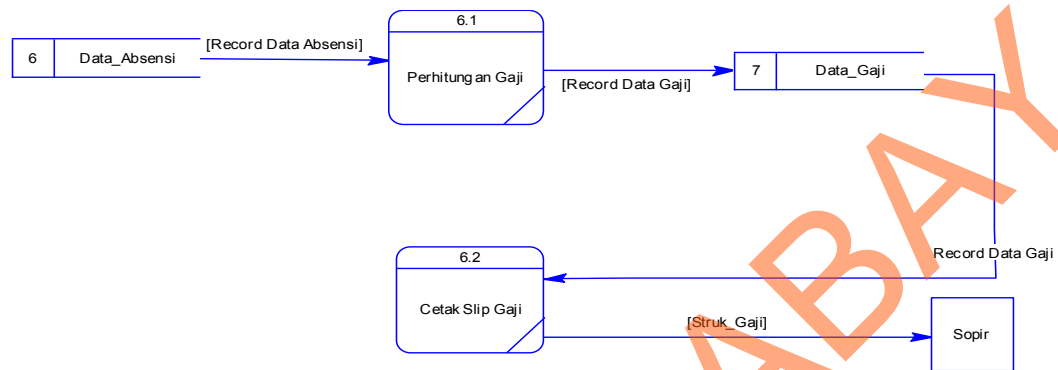 6.1
[Record Data Absensi]
6 Data_Absensi
Perhitungan Gaji
[Record Data Gaji]
7 Data_Gaji
Record Data Gaji
6.2
Cetak Slip Gaji
[Struk_Gaji]
Sopir
ABAY